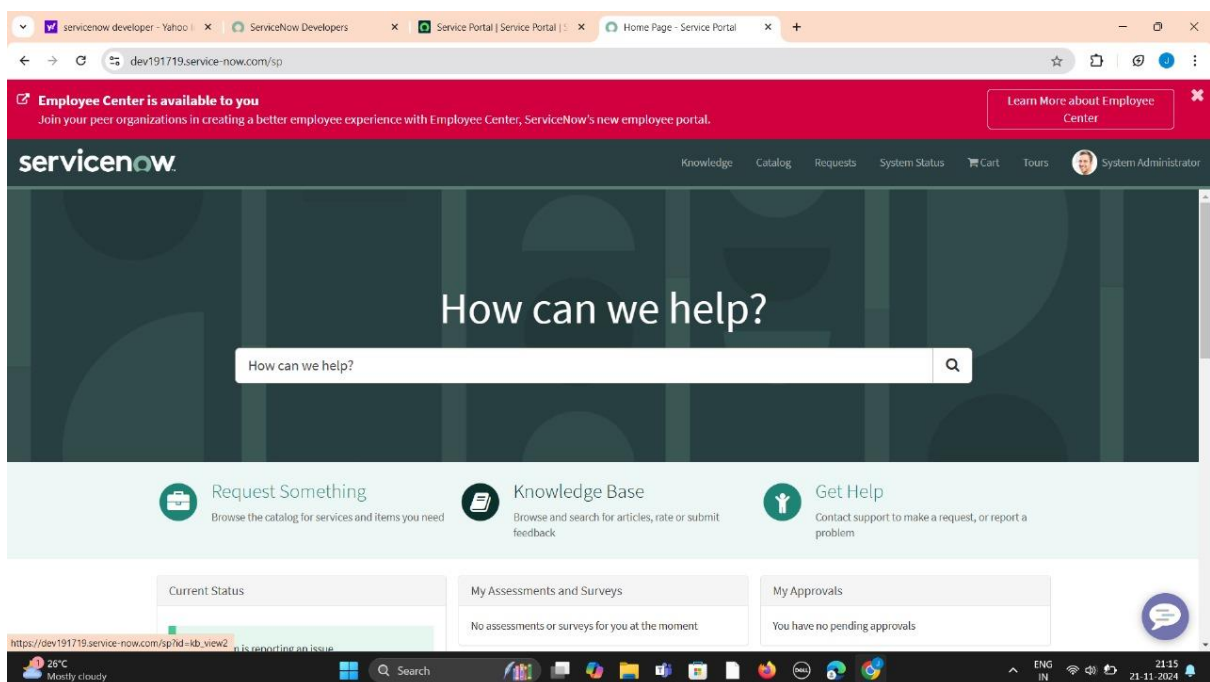 servicenow developer - Yahoo I
ServiceNow Developers
Service Portal | Service Portal | S
Home Page - Service Portal
dev191719.service-now.com/sp
J
Employee Center is available to you
Join your peer organizations in creating a better employee experience with Employee Center, ServiceNow's new employee portal.
Learn More about Employee
Center
servicenow
Knowledge
Catalog
Requests
System Status
Cart
Tours
System Administrator
How can we help?
How can we help?
Request Something
Browse the catalog for services and items you need
Knowledge Base
Browse and search for articles, rate or submit
feedback
Get Help
Contact support to make a request, or report a
problem
Current Status
My Assessments and Surveys
No assessments or surveys for you at the moment
My Approvals
You have no pending approvals
n is reporting an issue
https://dev191719.service-now.com/sp?id=kb_view2
1
26°C
Mostly cloudy
Search
DELL
ENG
IN
21:15
21-11-2024